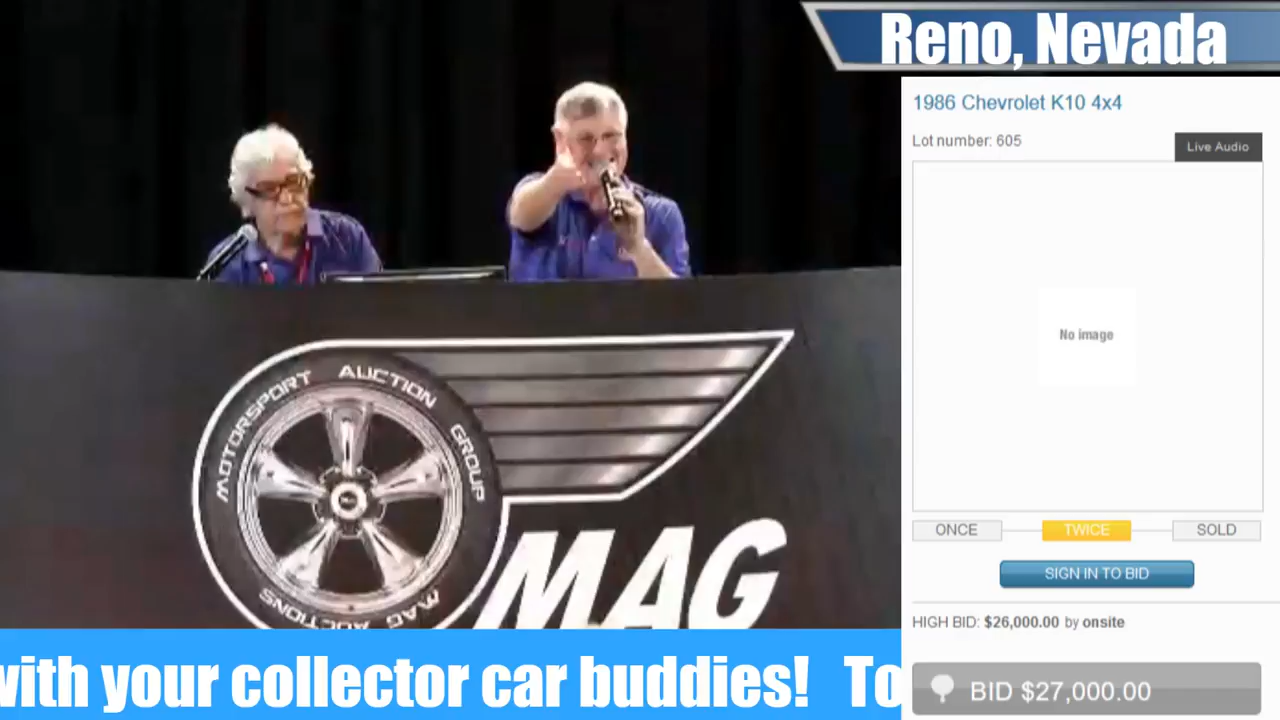 Reno, Nevada
1986 Chevrolet K10 4x4
Lot number: 605
Live Audio
No image
ONCE
TWICE
SOLD
SIGN IN TO BID
HIGH BID: $26,000.00 by onsite
BID $27,000.00
MOTORSPORT AUCTION GROUP
MAG AUCTIONS
MAG
with your collector car buddies! To